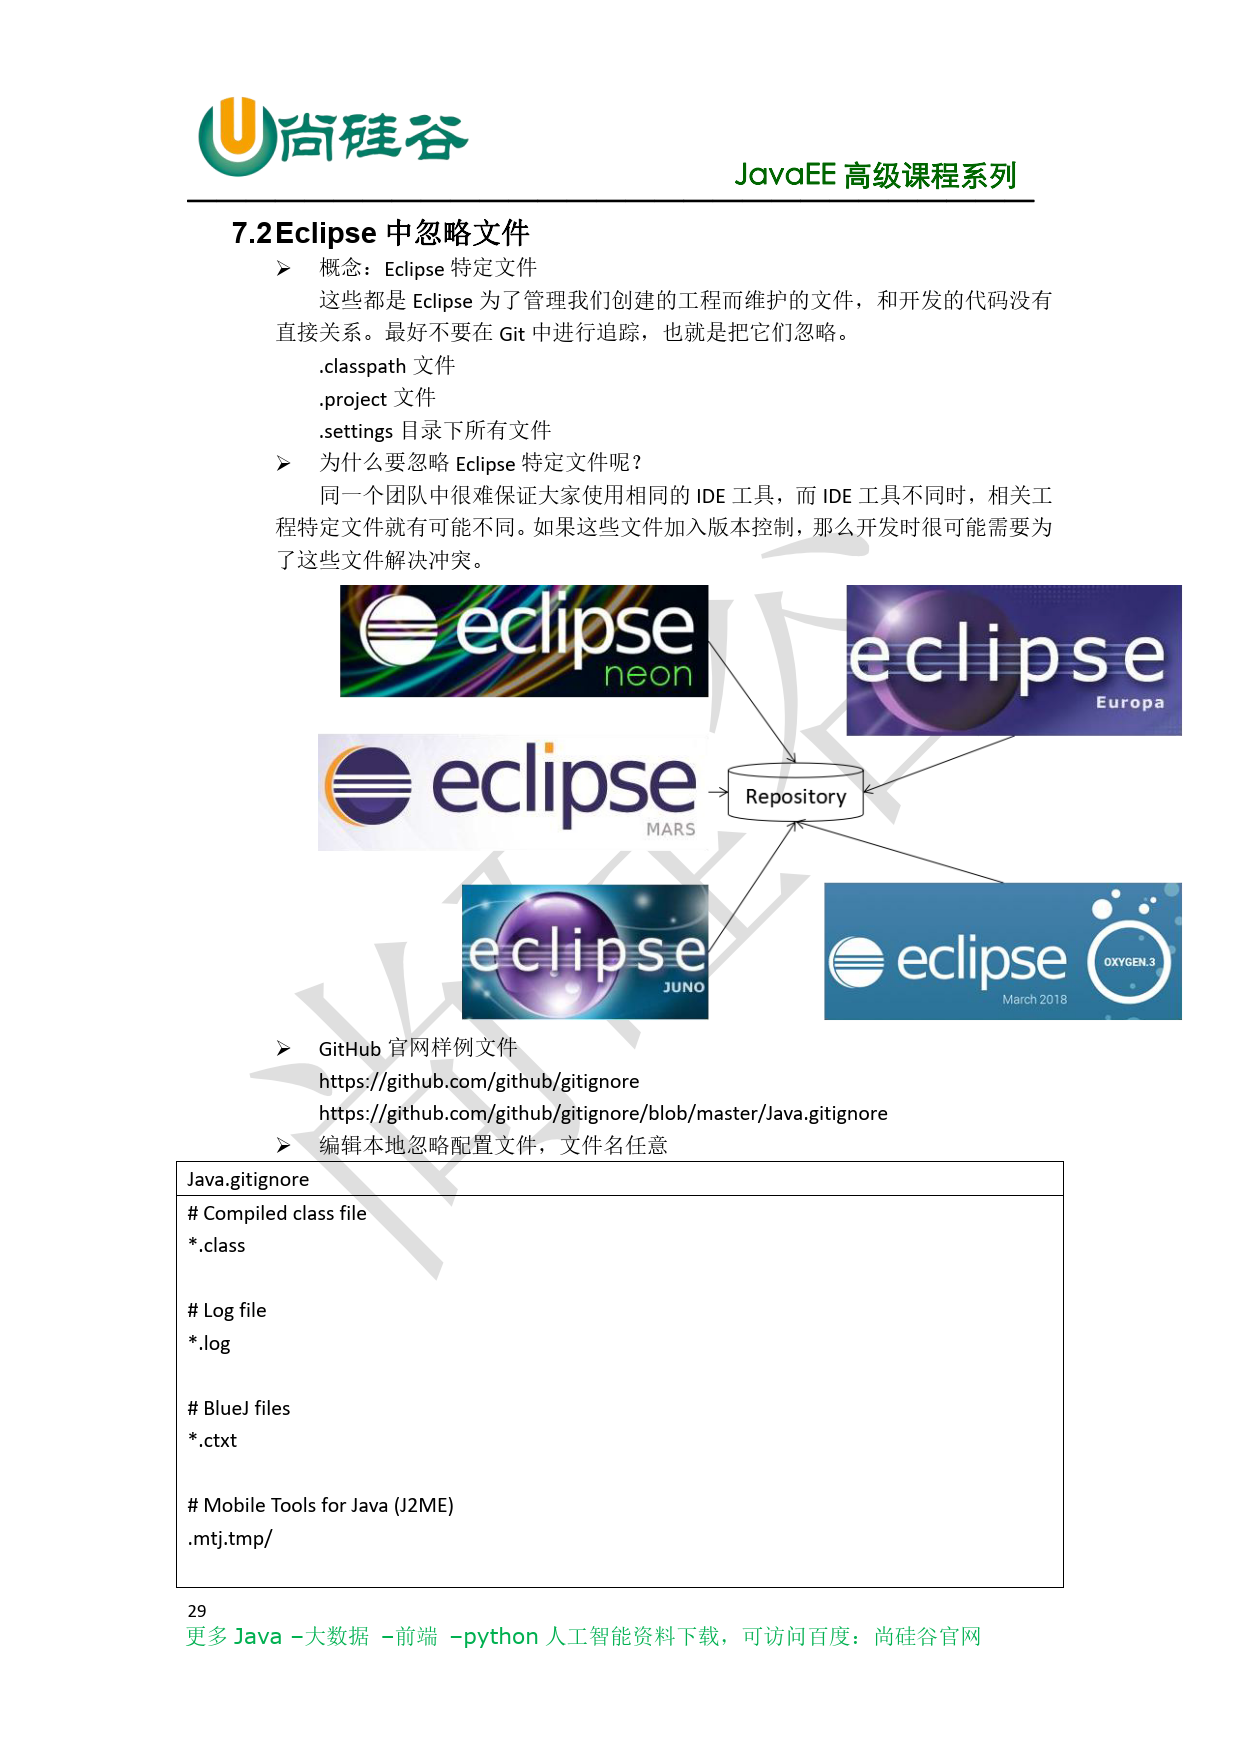 尚硅谷
JavaEE 高级课程系列
7.2Eclipse 中忽略文件
➢ 概念：Eclipse 特定文件
这些都是 Eclipse 为了管理我们创建的工程而维护的文件，和开发的代码没有
直接关系。最好不要在 Git 中进行追踪，也就是把它们忽略。
.classpath 文件
.project 文件
.settings 目录下所有文件
➢ 为什么要忽略 Eclipse 特定文件呢？
同一个团队中很难保证大家使用相同的 IDE 工具，而 IDE 工具不同时，相关工
程特定文件就有可能不同。如果这些文件加入版本控制，那么开发时很可能需要为
了这些文件解决冲突。
eclipse
neon
eclipse
Europa
eclipse
MARS
Repository
eclipse
JUNO
eclipse
OXYGEN.3
March 2018
尚硅谷
➢ GitHub 官网样例文件
https://github.com/github/gitignore
https://github.com/github/gitignore/blob/master/Java.gitignore
➢ 编辑本地忽略配置文件，文件名任意
Java.gitignore
# Compiled class file
*.class
# Log file
*.log
# BlueJ files
*.ctxt
# Mobile Tools for Java (J2ME)
.mtj.tmp/
29
更多 Java –大数据 –前端 –python 人工智能资料下载，可访问百度：尚硅谷官网